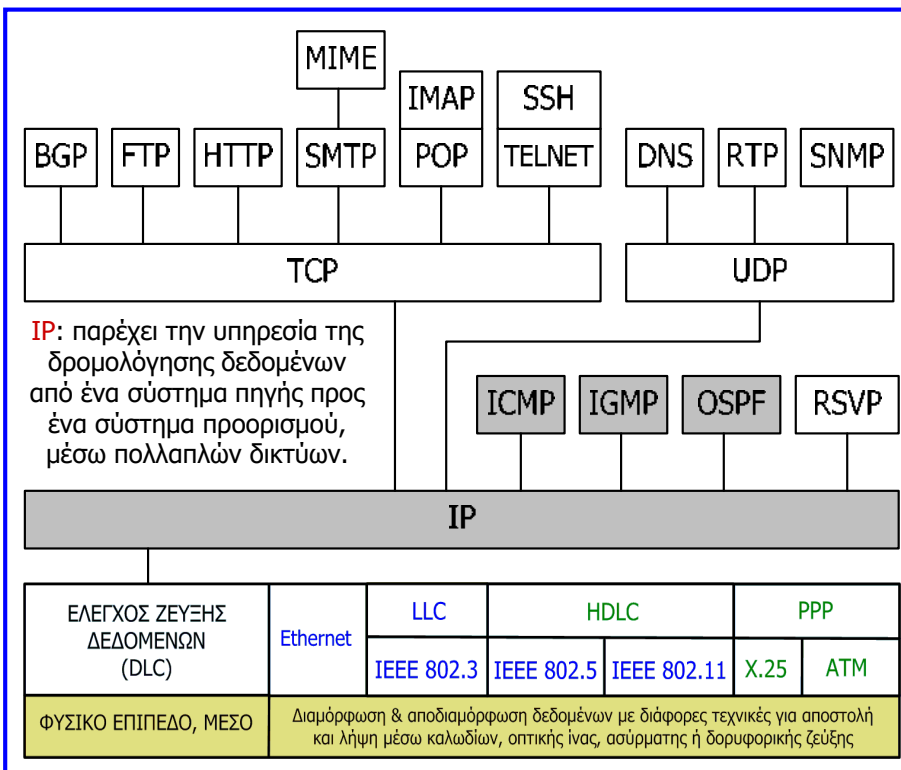 MIME
IMAP SSH
BGP FTP HTTP SMTP POP TELNET DNS RTP SNMP
TCP UDP
IP: παρέχει την υπηρεσία της
δρομολόγησης δεδομένων
από ένα σύστημα πηγής προς
ένα σύστημα προορισμού,
μέσω πολλαπλών δικτύων.
ICMP IGMP OSPF RSVP
IP
ΕΛΕΓΧΟΣ ΖΕΥΞΗΣ
ΔΕΔΟΜΕΝΩΝ
(DLC)
Ethernet
LLC HDLC PPP
IEEE 802.3 IEEE 802.5 IEEE 802.11 X.25 ATM
ΦΥΣΙΚΟ ΕΠΙΠΕΔΟ, ΜΕΣΟ
Διαμόρφωση & αποδιαμόρφωση δεδομένων με διάφορες τεχνικές για αποστολή
και λήψη μέσω καλωδίων, οπτικής ίνας, ασύρματης ή δορυφορικής ζεύξης